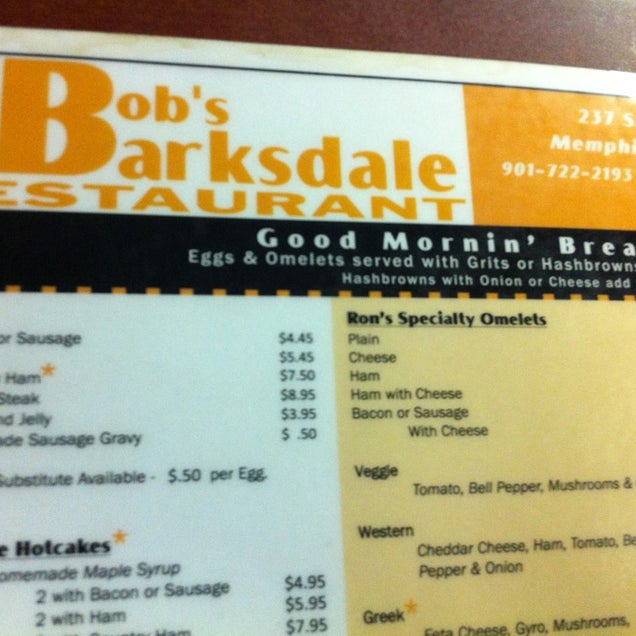 Bob's
Barksdale
ESTAURANT
237 S
Memphi
901-722-2193
Good Mornin' Brea
Eggs & Omelets served with Grits or Hashbrown
Hashbrowns with Onion or Cheese add
or Sausage $4.45
$5.45
Ham* $7.50
Steak $8.95
nd Jelly $3.95
ade Sausage Gravy $ .50
Substitute Available - $.50 per Egg.
e Hotcakes*
omemade Maple Syrup
2 with Bacon or Sausage $4.95
2 with Ham $5.95
Country Ham $7.95
Ron's Specialty Omelets
Plain
Cheese
Ham
Ham with Cheese
Bacon or Sausage
With Cheese
Veggie
Tomato, Bell Pepper, Mushrooms &
Western
Cheddar Cheese, Ham, Tomato, Be
Pepper & Onion
Greek*
Feta Cheese, Gyro, Mushrooms,